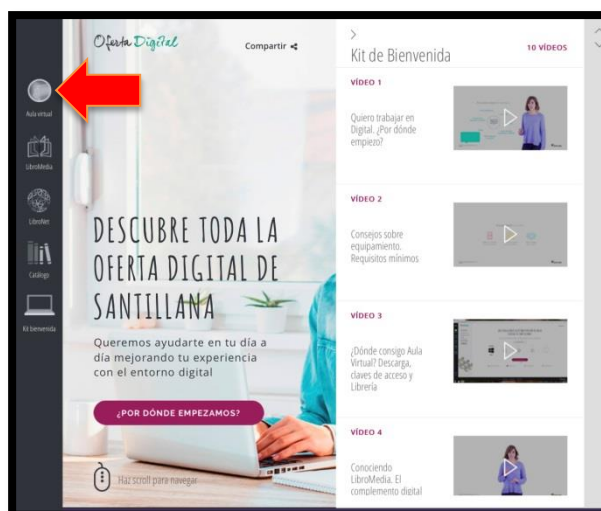 Oferta Digital
Compartir
Aula virtual
LibroMedia
LibroNet
Catálogo
Kit bienvenida
DESCUBRE TODA LA
OFERTA DIGITAL DE
SANTILLANA
Queremos ayudarte en tu día a
día mejorando tu experiencia
con el entorno digital
¿POR DÓNDE EMPEZAMOS?
Haz scroll para navegar
Kit de Bienvenida
10 VÍDEOS
VÍDEO 1
Quiero trabajar en
Digital. ¿Por dónde
empiezo?
VÍDEO 2
Consejos sobre
equipamiento.
Requisitos mínimos
VÍDEO 3
¿Dónde consigo Aula
Virtual? Descarga,
claves de acceso y
Librería
VÍDEO 4
Conociendo
LibroMedia. El
complemento digital